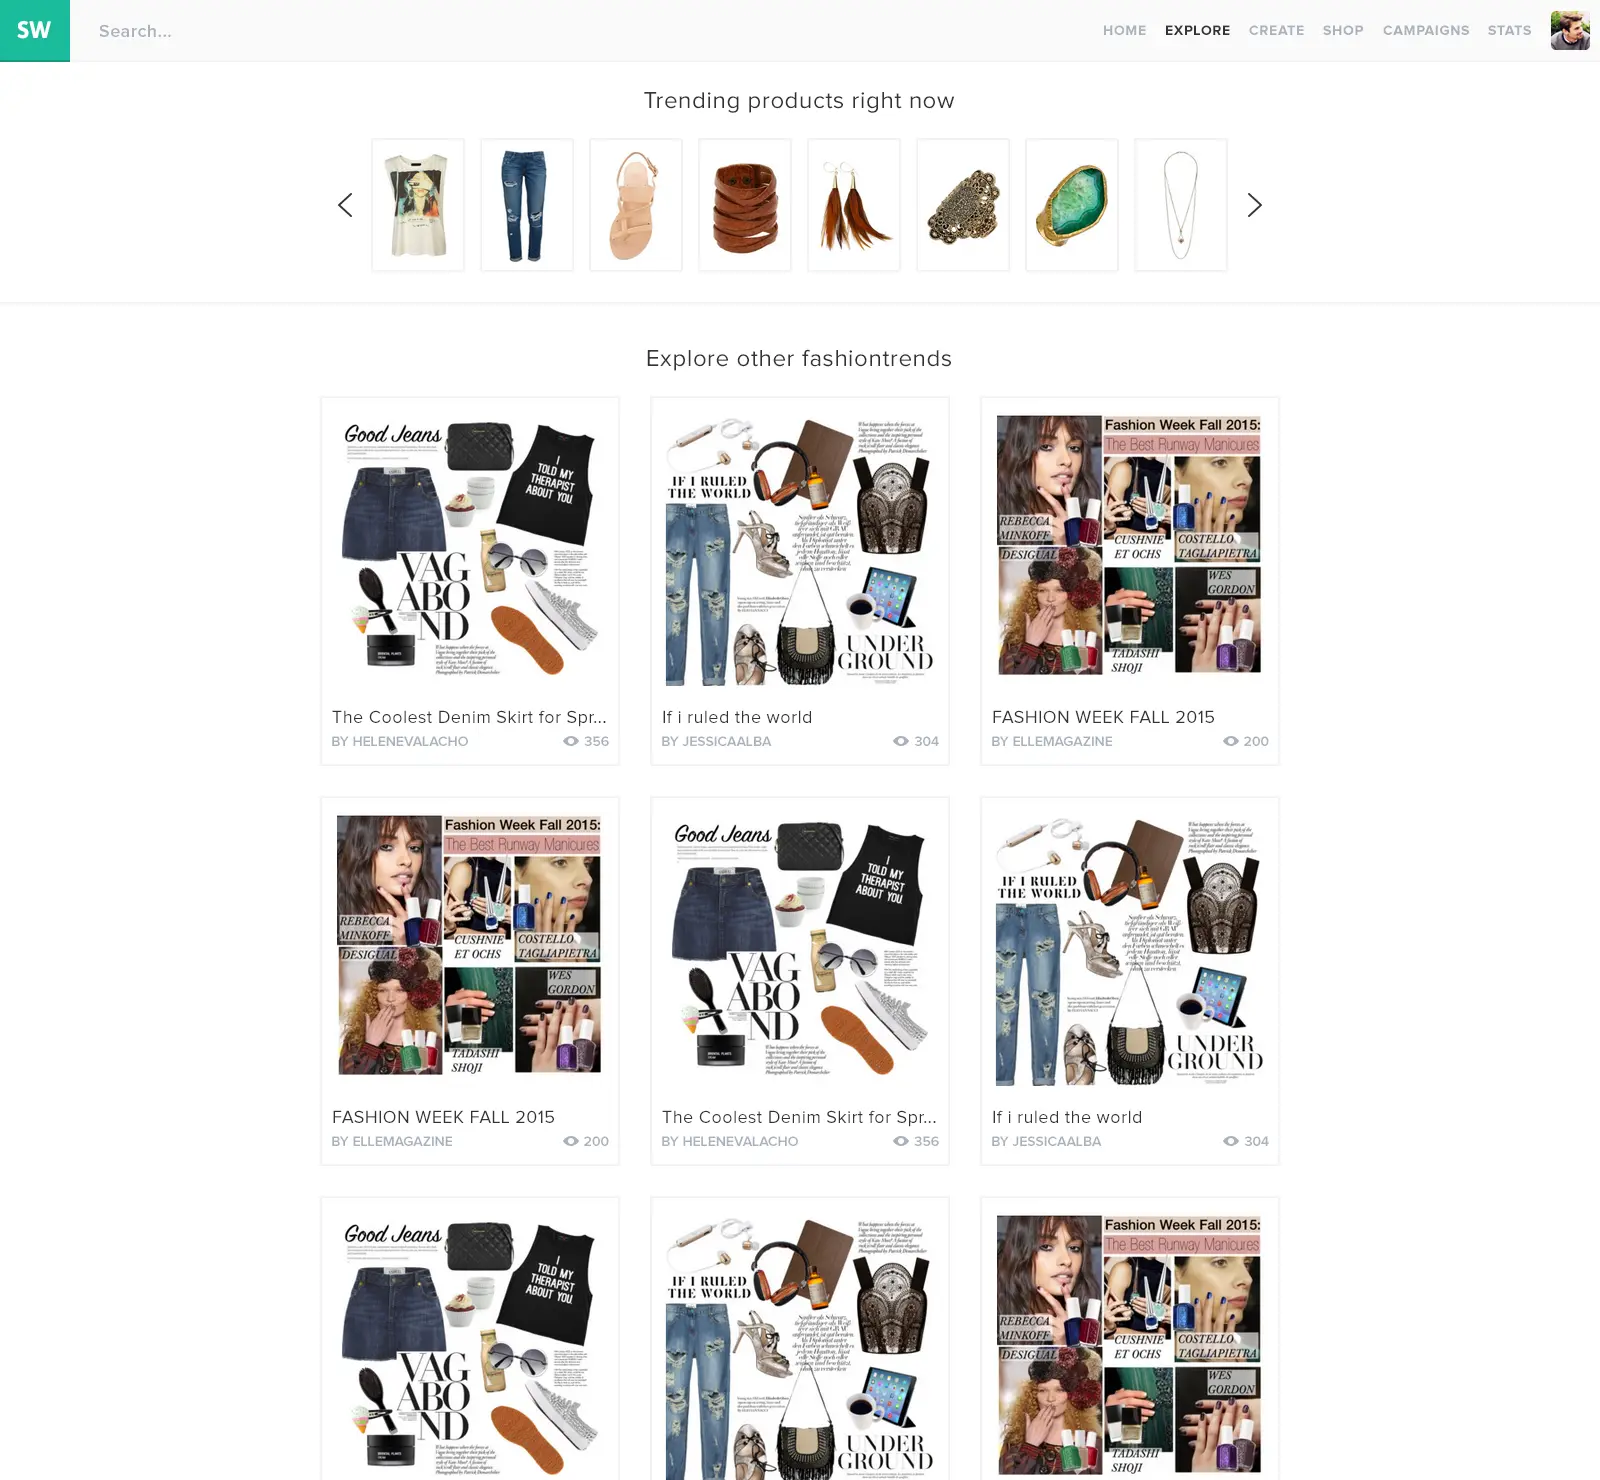 SW
Search...
HOME EXPLORE CREATE SHOP CAMPAIGNS STATS
Trending products right now
Explore other fashiontrends
Good Jeans
I
TOLD MY
THERAPIST
ABOUT YOU.
VAG
ABO
ND
The Coolest Denim Skirt for Spr...
BY HELENEVALACHO 356
IF I RULED
THE WORLD
UNDER
GROUND
If i ruled the world
BY JESSICAALBA 304
Fashion Week Fall 2015:
The Best Runway Manicures
REBECCA
MINKOFF
CUSHNIE
ET OCHS
COSTELLO
TAGLIAPIETRA
DESIGUAL
WES
GORDON
TADASHI
SHOJI
FASHION WEEK FALL 2015
BY ELLEMAGAZINE 200
Fashion Week Fall 2015:
The Best Runway Manicures
REBECCA
MINKOFF
CUSHNIE
ET OCHS
COSTELLO
TAGLIAPIETRA
DESIGUAL
WES
GORDON
TADASHI
SHOJI
FASHION WEEK FALL 2015
BY ELLEMAGAZINE 200
Good Jeans
I
TOLD MY
THERAPIST
ABOUT YOU.
VAG
ABO
ND
The Coolest Denim Skirt for Spr...
BY HELENEVALACHO 356
IF I RULED
THE WORLD
UNDER
GROUND
If i ruled the world
BY JESSICAALBA 304
Good Jeans
I
TOLD MY
THERAPIST
ABOUT YOU.
VAG
ABO
ND
IF I RULED
THE WORLD
UNDER
GROUND
Fashion Week Fall 2015:
The Best Runway Manicures
REBECCA
MINKOFF
CUSHNIE
ET OCHS
COSTELLO
TAGLIAPIETRA
DESIGUAL
WES
GORDON
TADASHI
SHOJI